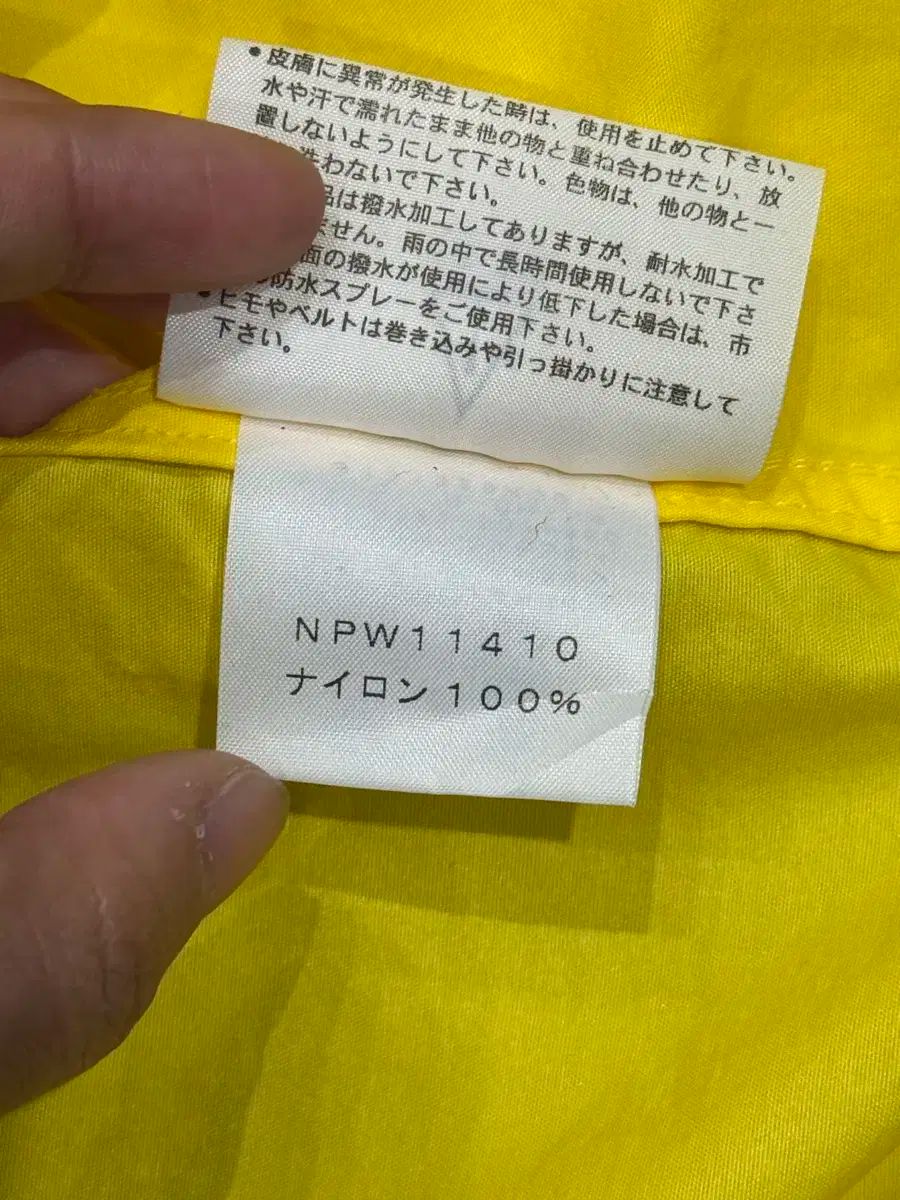 • 皮膚に異常が発生した時は、使用を止めて下さい。
水や汗で濡れたまま他の物と重ね合わせたり、放
置しないようにして下さい。色物は、他の物と一
洗わないで下さい。
品は撥水加工してありますが、耐水加工で
ません。雨の中で長時間使用しないで下さ
面の撥水が使用により低下した場合は、市
防水スプレーをご使用下さい。
• ヒモやベルトは巻き込みや引っ掛かりに注意して
下さい。
NPW11410
ナイロン100%